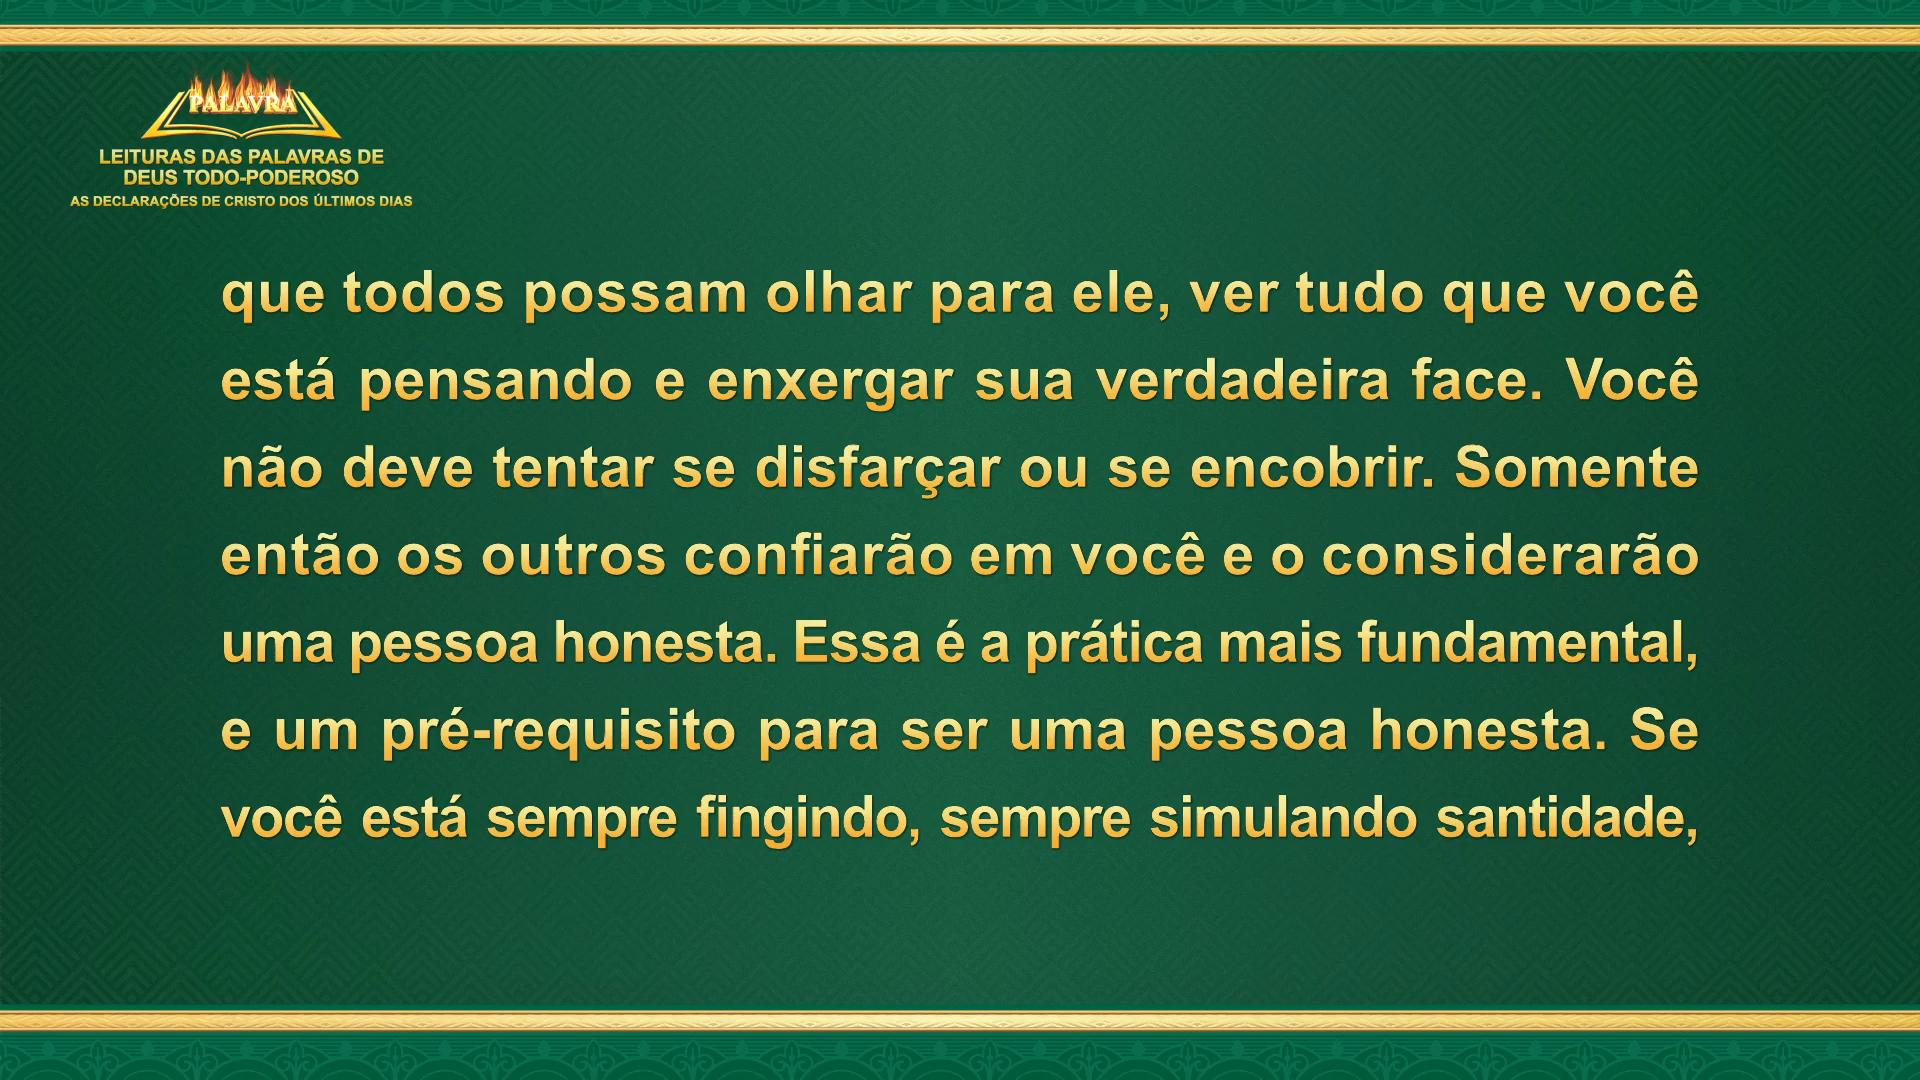 PALAVRA
LEITURAS DAS PALAVRAS DE
DEUS TODO-PODEROSO
AS DECLARAÇÕES DE CRISTO DOS ÚLTIMOS DIAS
que todos possam olhar para ele, ver tudo que você
está pensando e enxergar sua verdadeira face. Você
não deve tentar se disfarçar ou se encobrir. Somente
então os outros confiarão em você e o considerarão
uma pessoa honesta. Essa é a prática mais fundamental,
e um pré-requisito para ser uma pessoa honesta. Se
você está sempre fingindo, sempre simulando santidade,